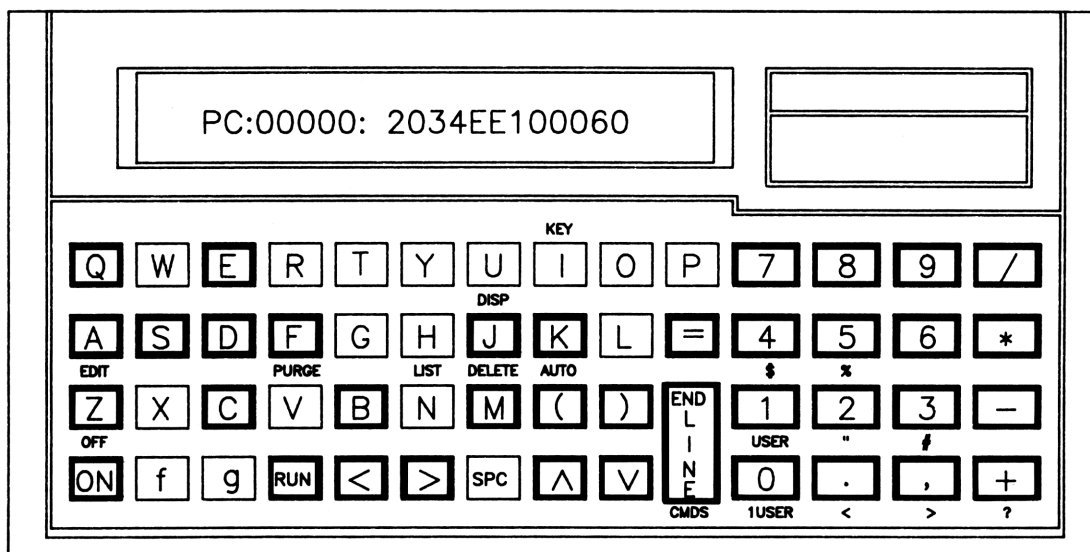 PC:00000: 2034EE100060
KEY
Q W E R T Y U I O P 7 8 9 /
DISP
A S D F G H J K L = 4 5 6 *
EDIT PURGE LIST DELETE AUTO $ %
Z X C V B N M ( ) END LINE 1 2 3 -
OFF USER " #
ON f g RUN < > SPC ∧ ∨ 0 . , +
CMDS 1USER < > ?